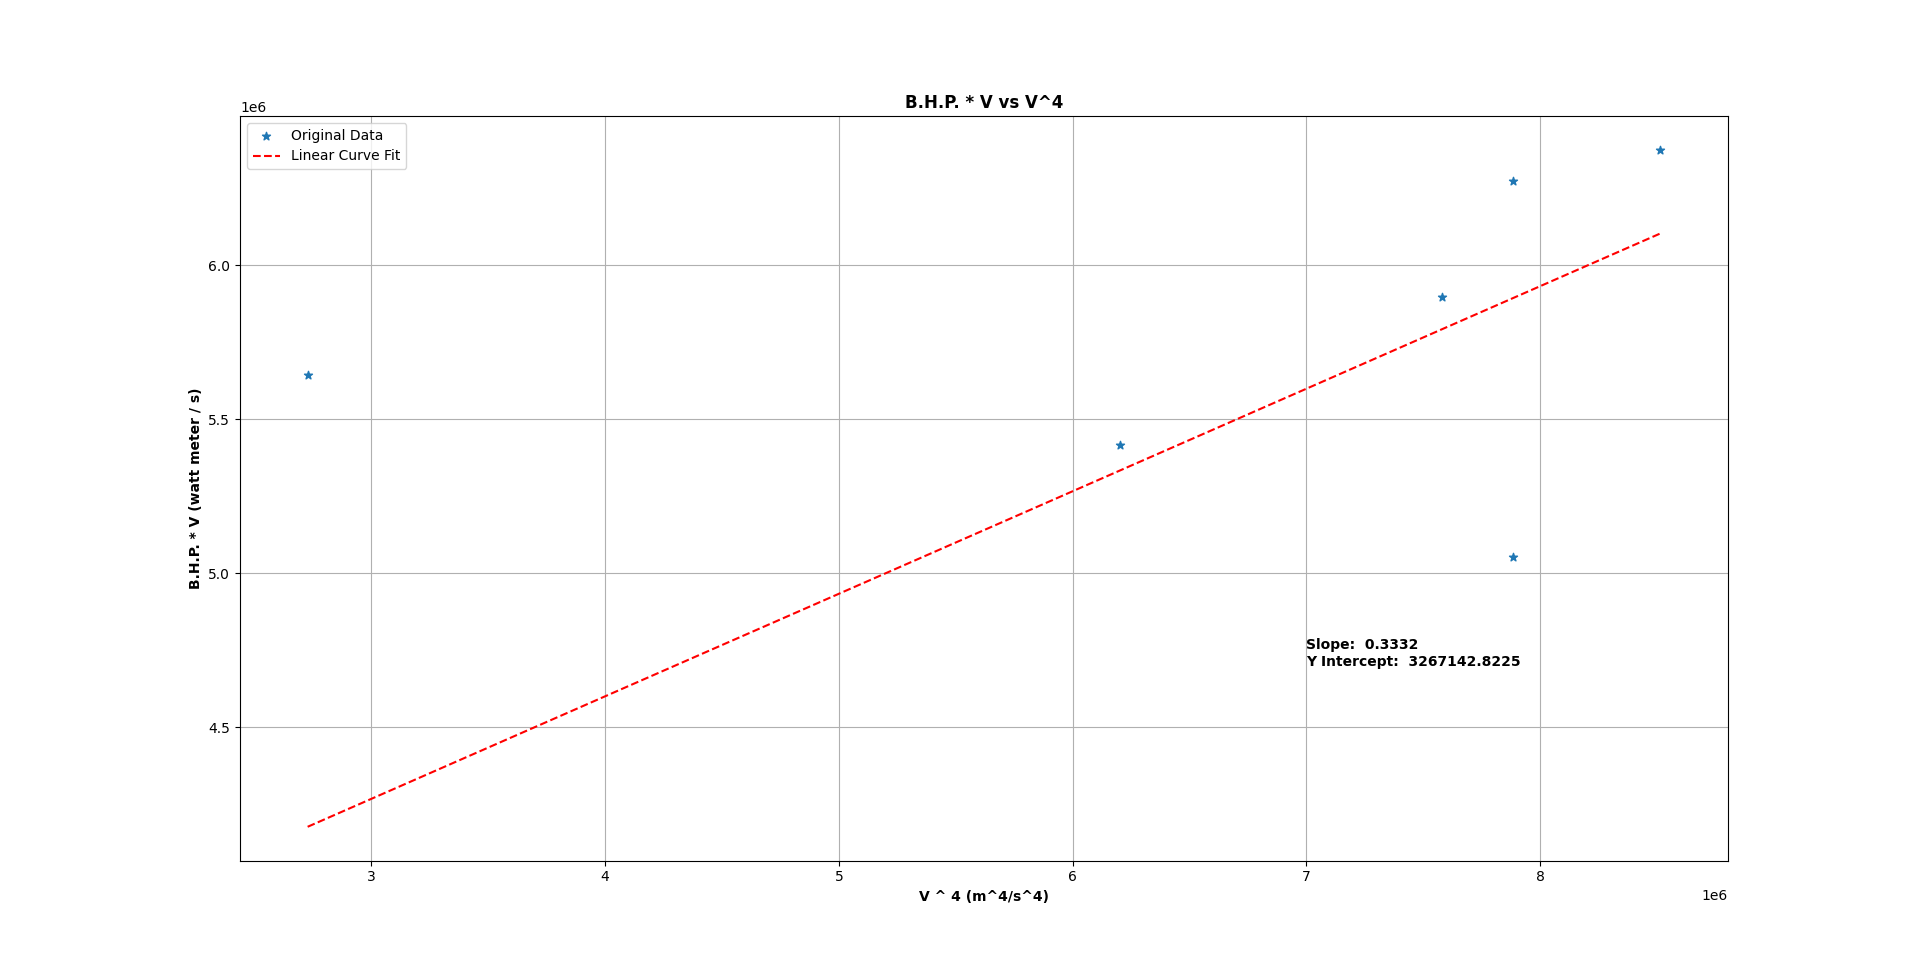 B.H.P. * V vs V^4
1e6
Original Data
Linear Curve Fit
6.0
5.5
5.0
4.5
B.H.P. * V (watt meter / s)
Slope:  0.3332
Y Intercept:  3267142.8225
3 4 5 6 7 8
V ^ 4 (m^4/s^4)
1e6